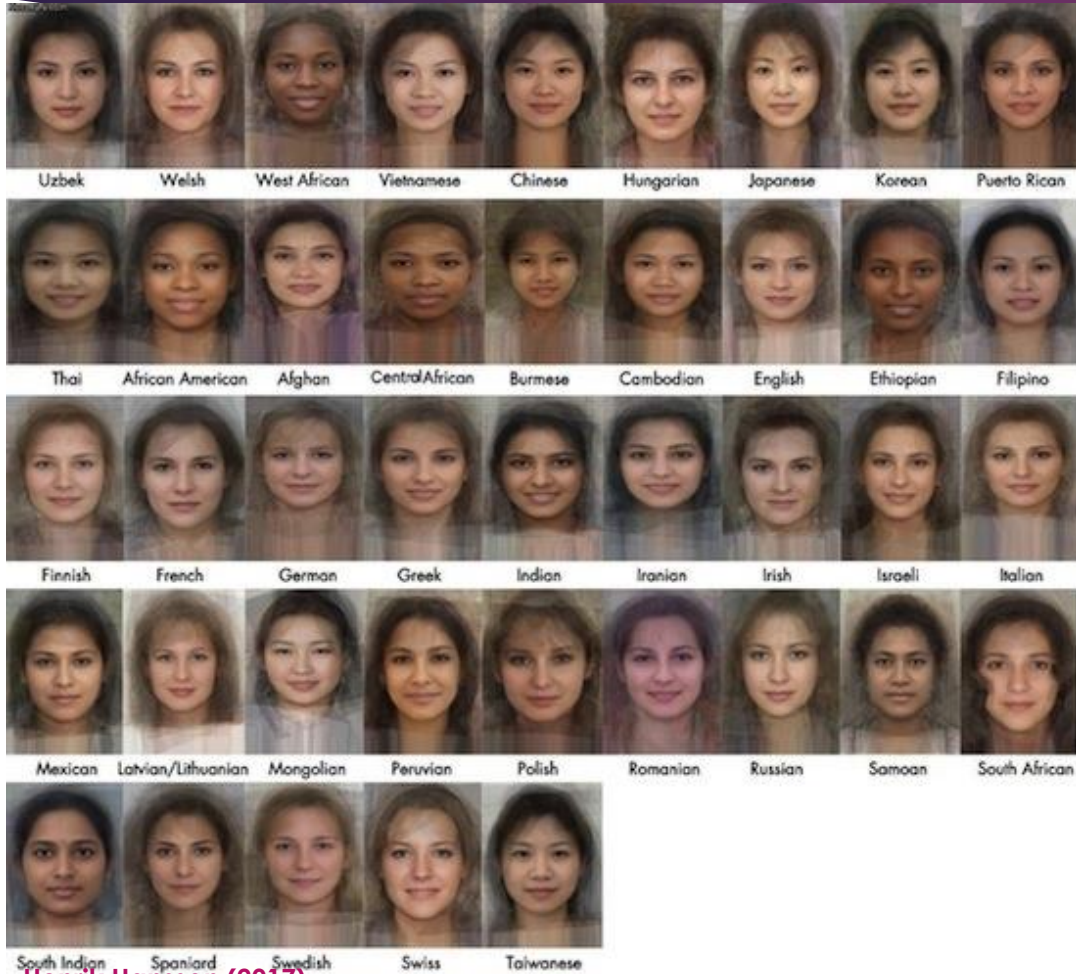 Uzbek Welsh West African Vietnamese Chinese Hungarian Japanese Korean Puerto Rican
Thai African American Afghan CentralAfrican Burmese Cambodian English Ethiopian Filipino
Finnish French German Greek Indian Iranian Irish Israeli Italian
Mexican Latvian/Lithuanian Mongolian Peruvian Polish Romanian Russian Samoan South African
South Indian Spaniard Swedish Swiss Taiwanese
(2017)